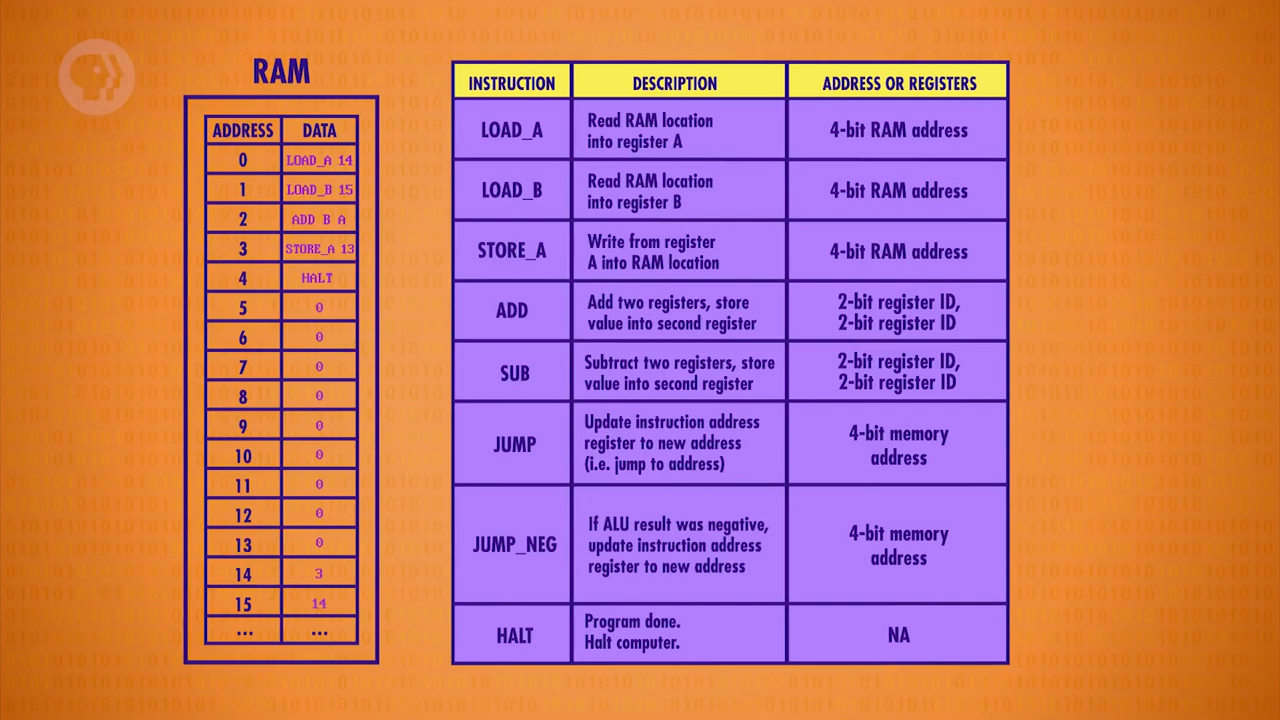 RAM
ADDRESS DATA
0 LOAD_A 14
1 LOAD_B 15
2 ADD B A
3 STORE_A 13
4 HALT
5 0
6 0
7 0
8 0
9 0
10 0
11 0
12 0
13 0
14 3
15 14
... ...
INSTRUCTION DESCRIPTION ADDRESS OR REGISTERS
LOAD_A
Read RAM location
into register A
4-bit RAM address
LOAD_B
Read RAM location
into register B
4-bit RAM address
STORE_A
Write from register
A into RAM location
4-bit RAM address
ADD
Add two registers, store
value into second register
2-bit register ID,
2-bit register ID
SUB
Subtract two registers, store
value into second register
2-bit register ID,
2-bit register ID
JUMP
Update instruction address
register to new address
(i.e. jump to address)
4-bit memory
address
JUMP_NEG
If ALU result was negative,
update instruction address
register to new address
4-bit memory
address
HALT
Program done.
Halt computer.
NA